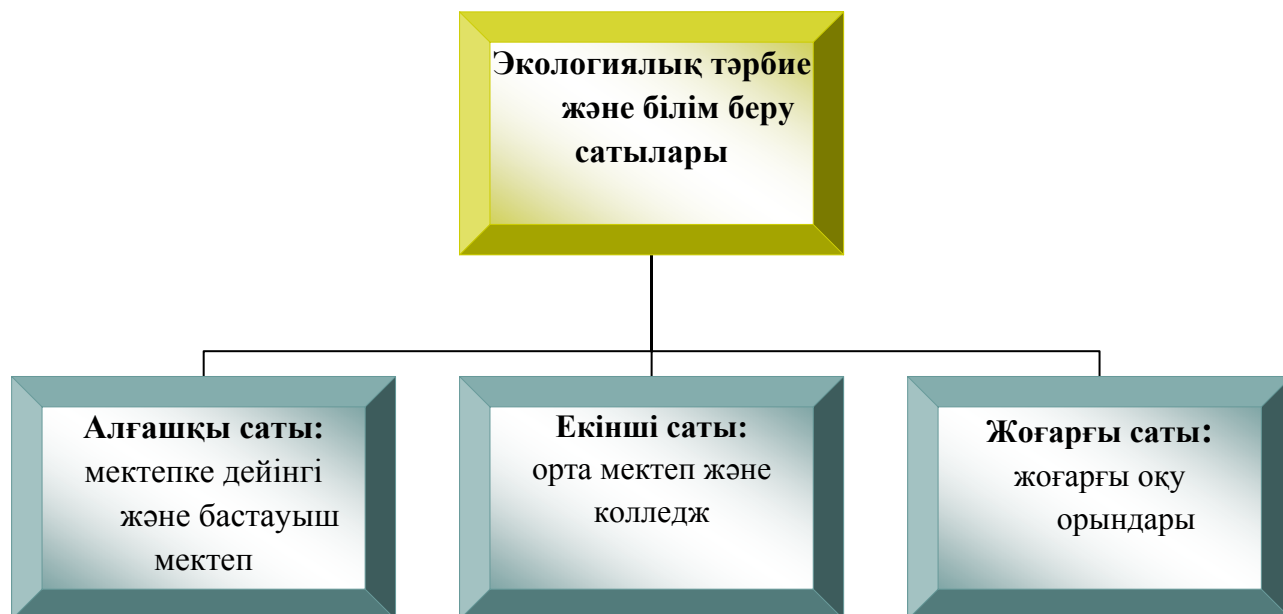 Экологиялық тәрбие
және білім беру
сатылары
Алғашқы саты:
мектепке дейінгі
және бастауыш
мектеп
Екінші саты:
орта мектеп және
колледж
Жоғарғы саты:
жоғарғы оқу
орындары